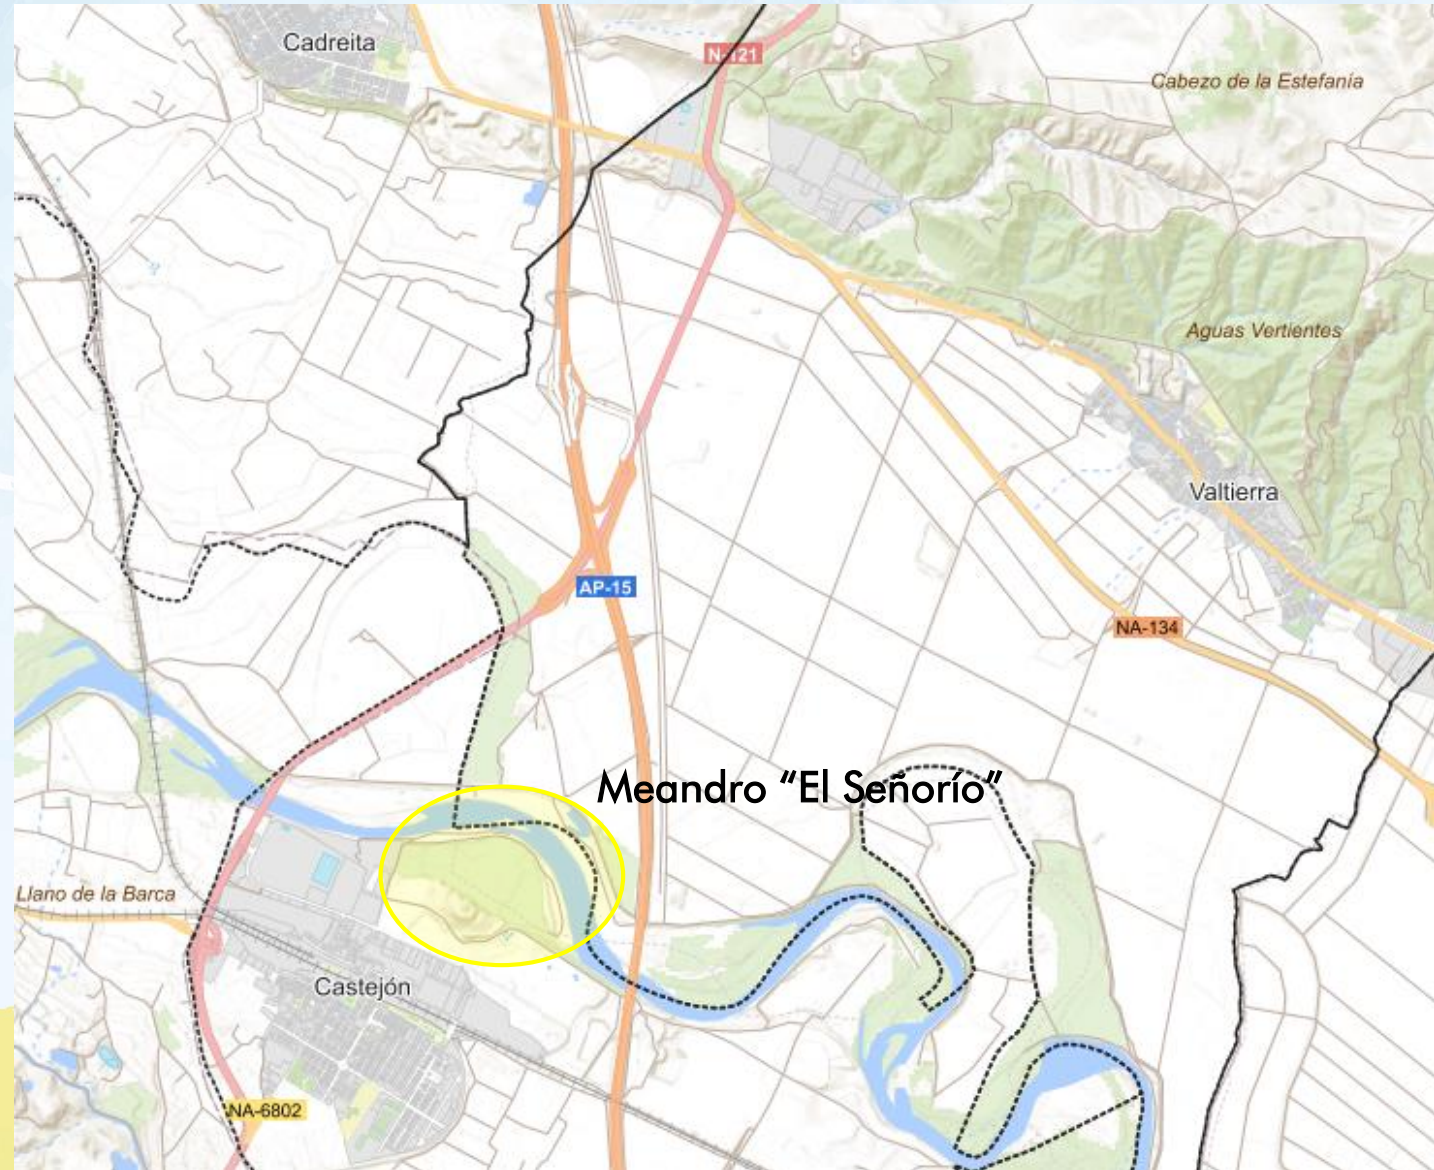 Cadreita
N-121
Cabezo de la Estefanía
Aguas Vertientes
Valtierra
AP-15
NA-134
Meandro “El Señorío”
Llano de la Barca
Castejón
NA-6802